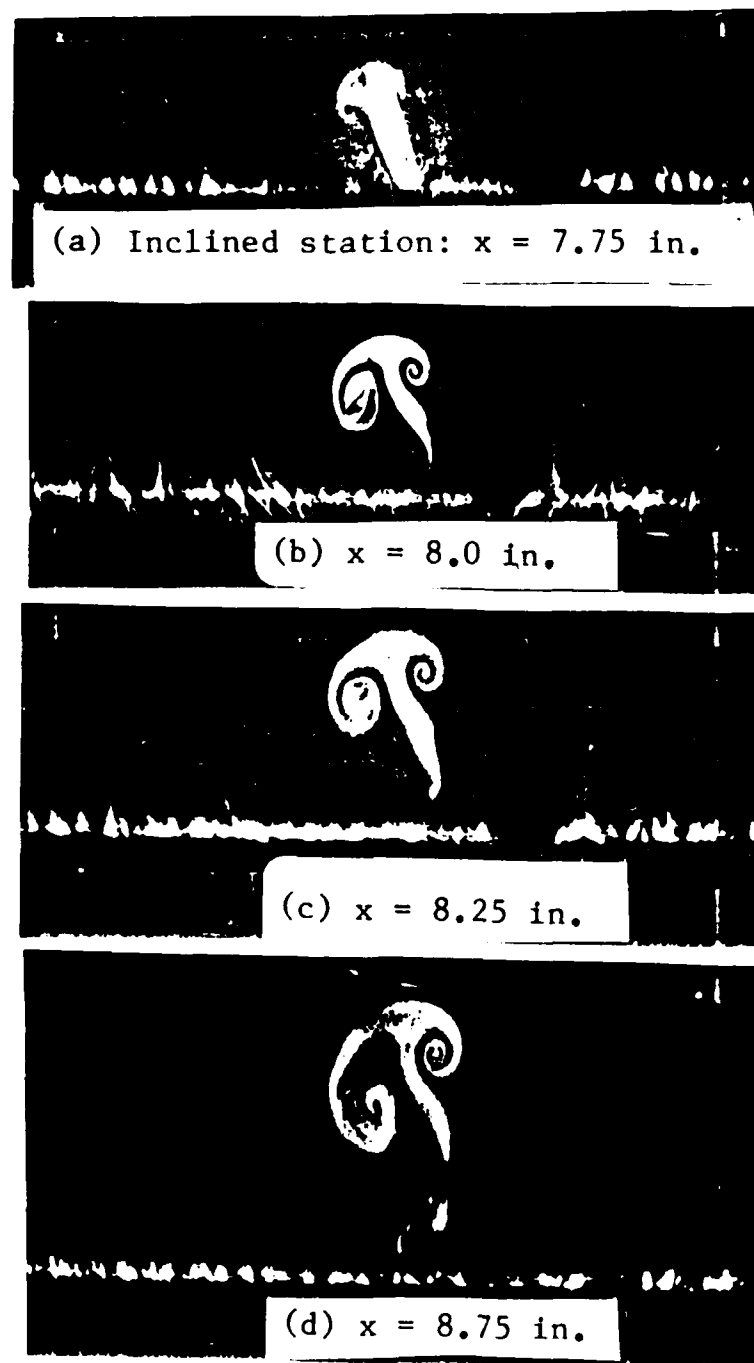 (a) Inclined station: x = 7.75 in.
(b) x = 8.0 in.
(c) x = 8.25 in.
(d) x = 8.75 in.